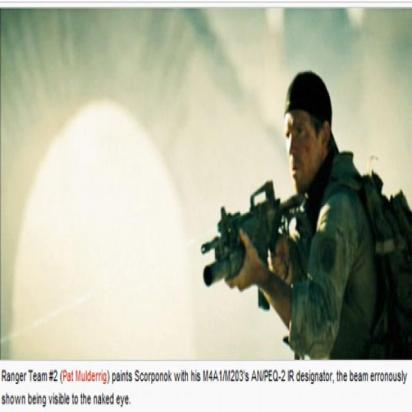 Ranger Team #2 (Pat Mulderrig) paints Scorponok with his M4A1/M203's AN/PEQ-2 IR designator, the beam erronously
shown being visible to the naked eye.